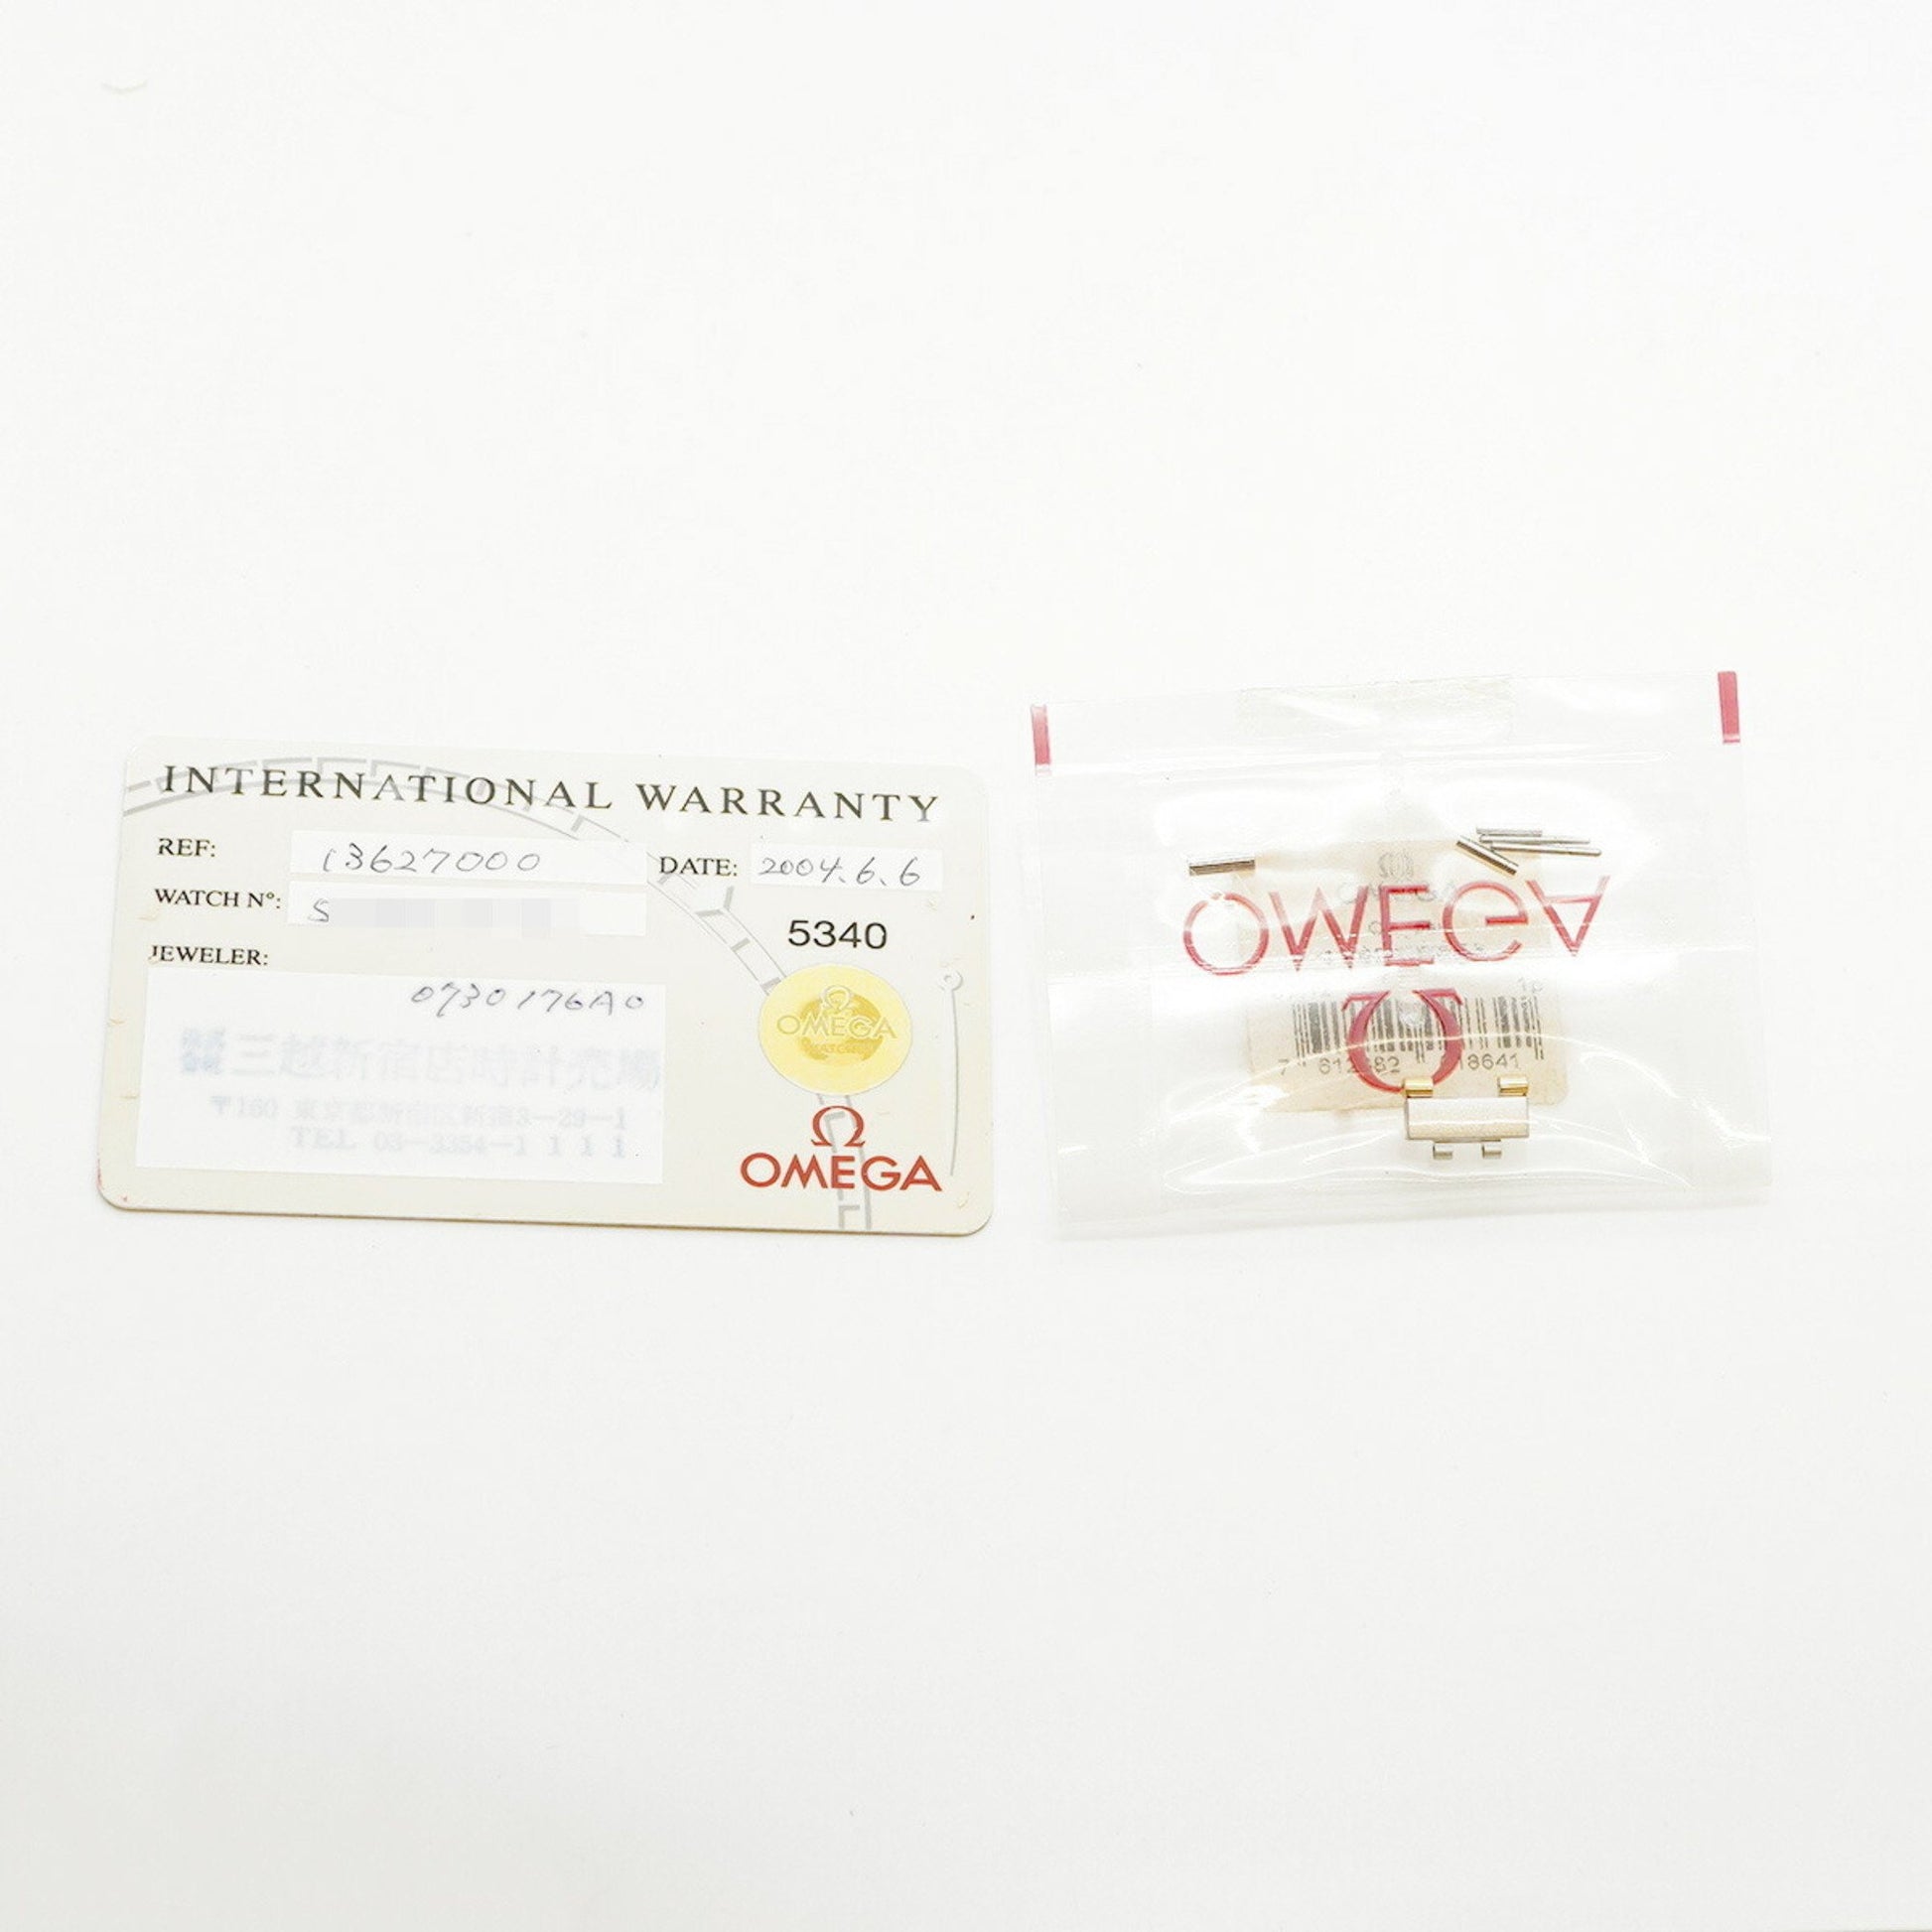 INTERNATIONAL WARRANTY
REF: 13627000
DATE: 2004.6.6
WATCH Nº: S
5340
JEWELER:
0730176A0
三越新宿店時計売場
〒160 東京都新宿区新宿3-29-1
TEL 03-3354-1111
OMEGA
OMEGA
OMEGA
18641